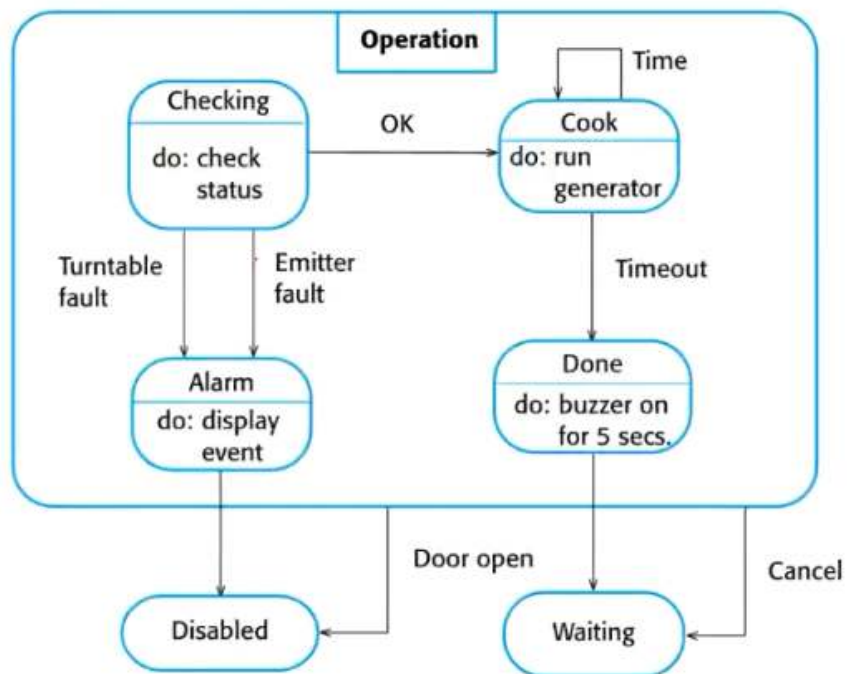 Operation
Time
Checking
OK
Cook
do: check
status
do: run
generator
Turntable
fault
Emitter
fault
Timeout
Alarm
do: display
event
Done
do: buzzer on
for 5 secs.
Door open
Cancel
Disabled
Waiting